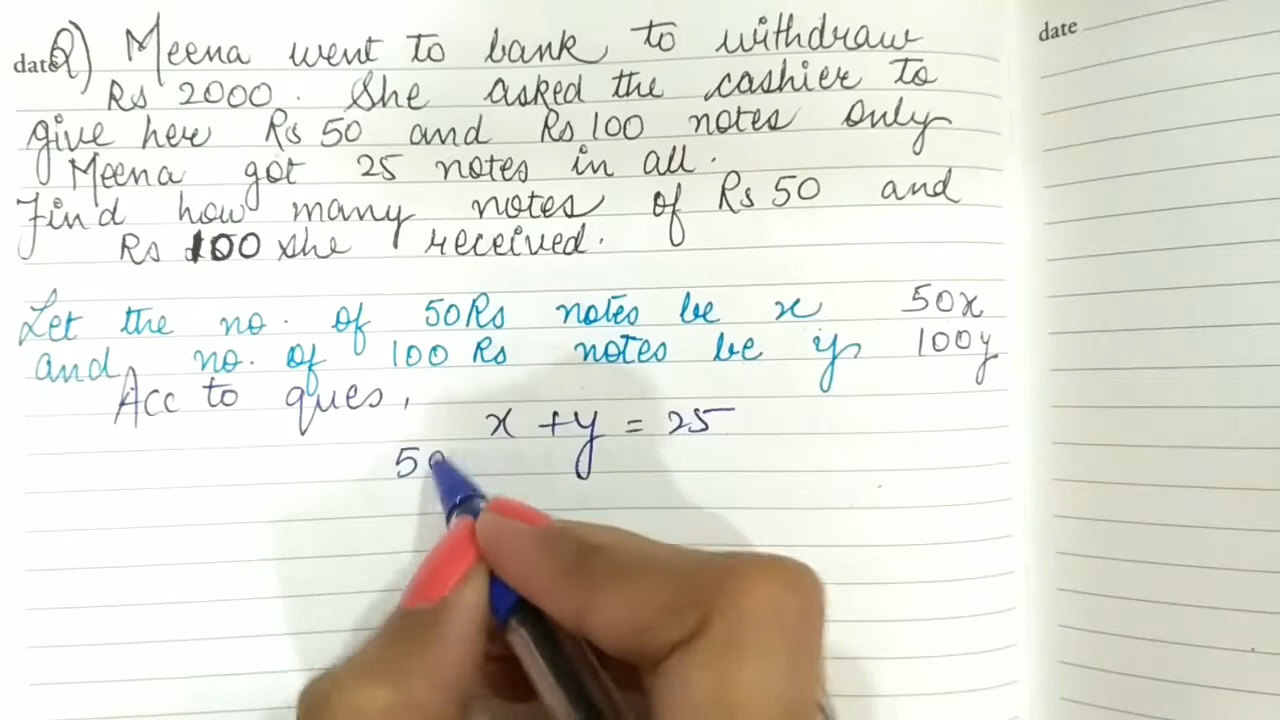 date
date Q) Meena went to bank to withdraw
Rs 2000. She asked the cashier to
give her Rs 50 and Rs 100 notes only
Meena got 25 notes in all.
Find how many notes of Rs 50 and
Rs 100 she received.
Let the no. of 50 Rs notes be x 50x
and no. of 100 Rs notes be y 100y
Acc to ques,
x + y = 25
50